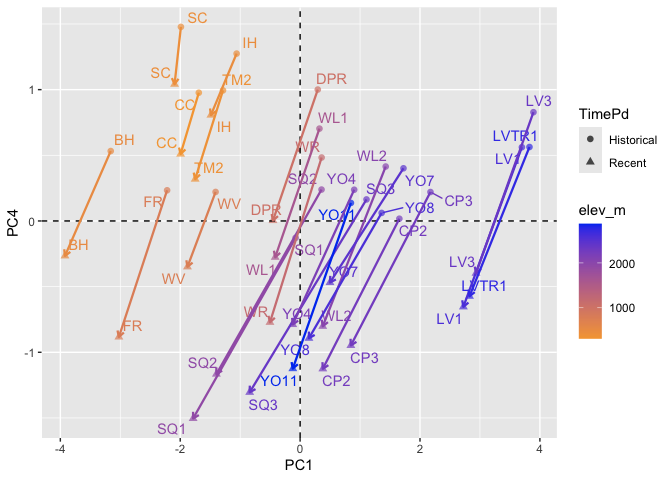 SC
IH
SC
TM2
DPR
CC
LV3
WL1
LVTR1
BH
CC
IH
WR
WL2
LV1
TM2
SQ2
YO4
YO7
FR
WV
SQ3
CP3
DPR
YO11
YO8
CP2
BH
SQ1
WL1
YO7
LV3
WV
LVTR1
WR
YO4
WL2
LV1
FR
YO8
CP3
SQ2
YO11
CP2
SQ3
SQ1
1
0
-1
PC4
-4
-2
0
2
4
PC1
TimePd
Historical
Recent
elev_m
2000
1000